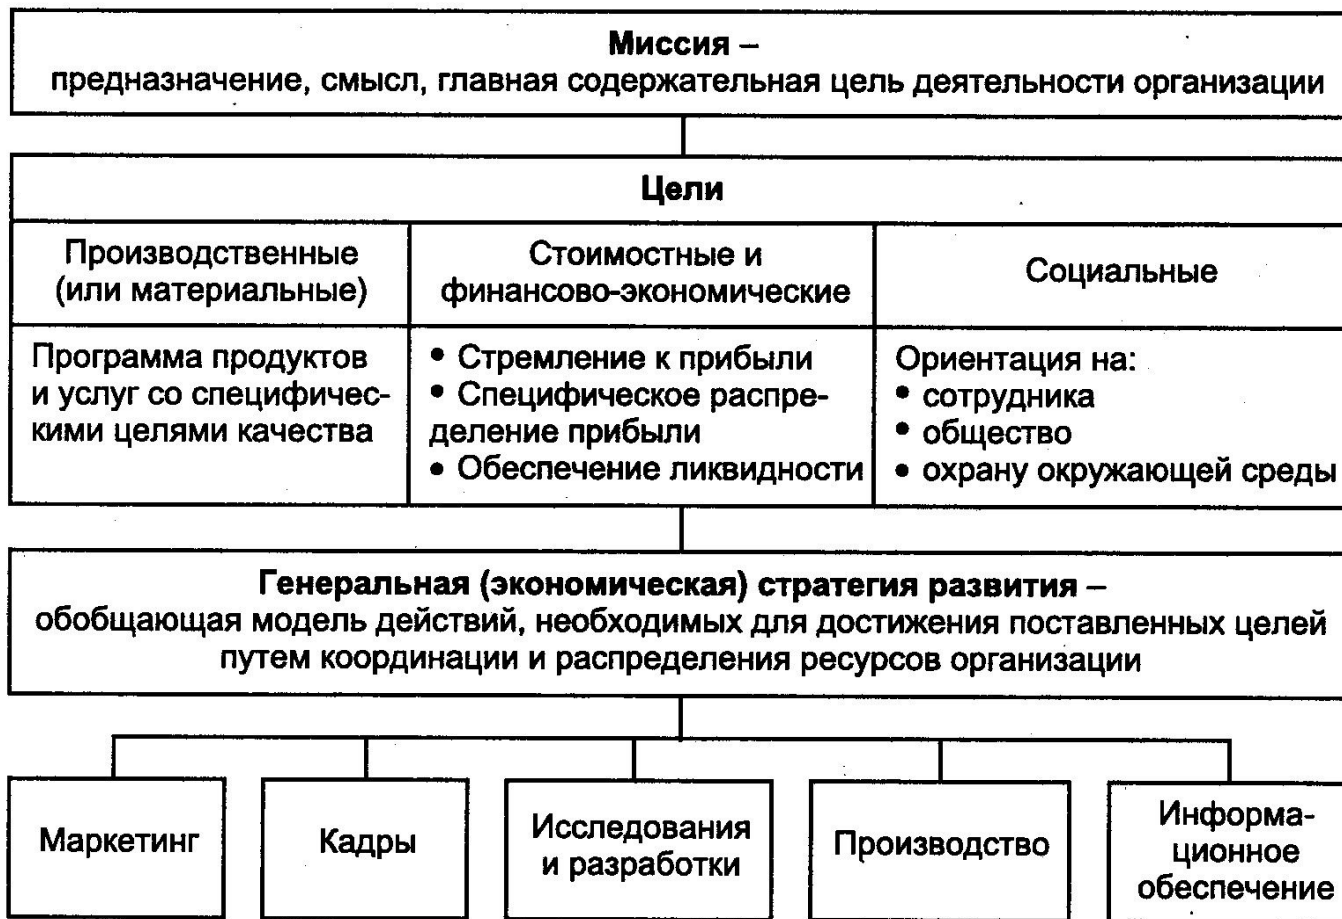 Миссия –
предназначение, смысл, главная содержательная цель деятельности организации
Цели
Производственные
(или материальные)
Стоимостные и
финансово-экономические
Социальные
Программа продуктов
и услуг со специфичес-
кими целями качества
• Стремление к прибыли
• Специфическое распре-
деление прибыли
• Обеспечение ликвидности
Ориентация на:
• сотрудника
• общество
• охрану окружающей среды
Генеральная (экономическая) стратегия развития –
обобщающая модель действий, необходимых для достижения поставленных целей
путем координации и распределения ресурсов организации
Маркетинг
Кадры
Исследования
и разработки
Производство
Информа-
ционное
обеспечение